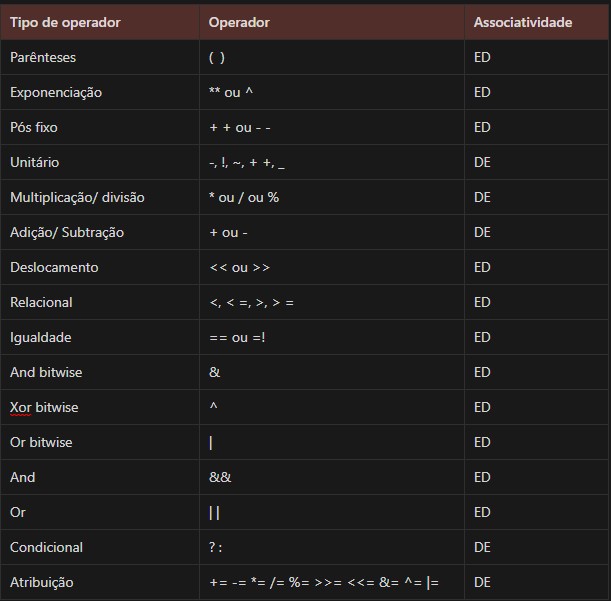 Tipo de operador Operador Associatividade
Parênteses ( ) ED
Exponenciação ** ou ^ ED
Pós fixo + + ou - - ED
Unitário -, !, ~, + +, _ DE
Multiplicação/ divisão * ou / ou % DE
Adição/ Subtração + ou - DE
Deslocamento << ou >> ED
Relacional <, < =, >, > = ED
Igualdade == ou =! ED
And bitwise & ED
Xor bitwise ^ ED
Or bitwise | ED
And && ED
Or || ED
Condicional ? : DE
Atribuição += -= *= /= %= >>= <<= &= ^= |= DE